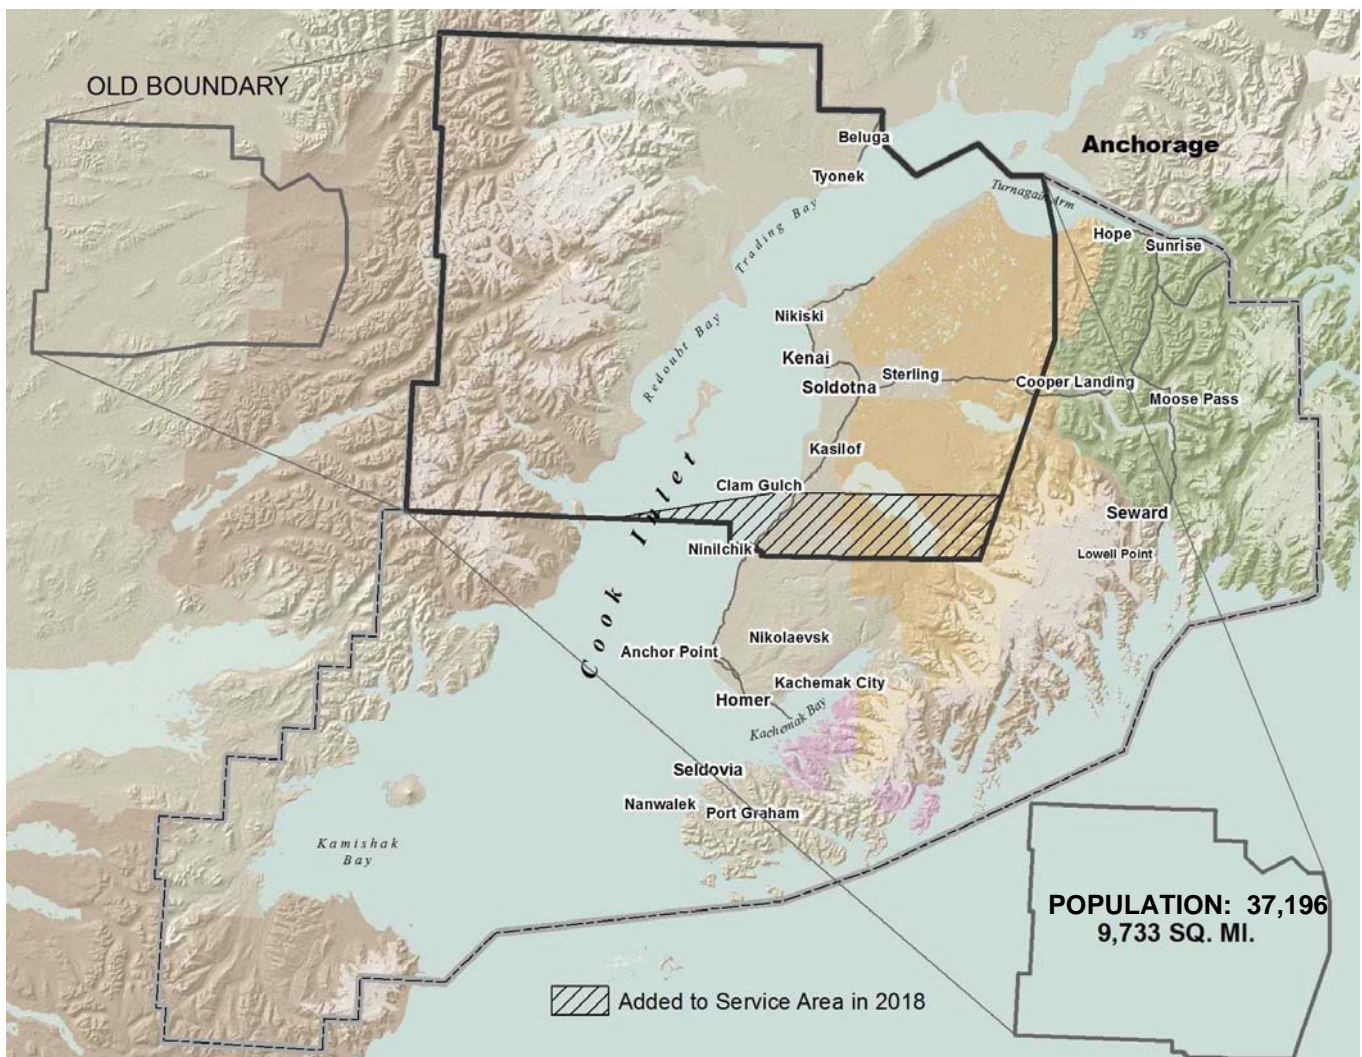 OLD BOUNDARY
Beluga
Anchorage
Tyonek
Turnagain Arm
Trading Bay
Hope
Sunrise
Nikiski
Redoubt Bay
Kenai
Sterling
Soldotna
Cooper Landing
Moose Pass
Kasilof
Clam Gulch
Cook Inlet
Seward
Ninilchik
Lowell Point
Nikolaevsk
Anchor Point
Kachemak City
Homer
Kachemak Bay
Seldovia
Nanwalek
Port Graham
Kamishak
Bay
POPULATION: 37,196
9,733 SQ. MI.
Added to Service Area in 2018